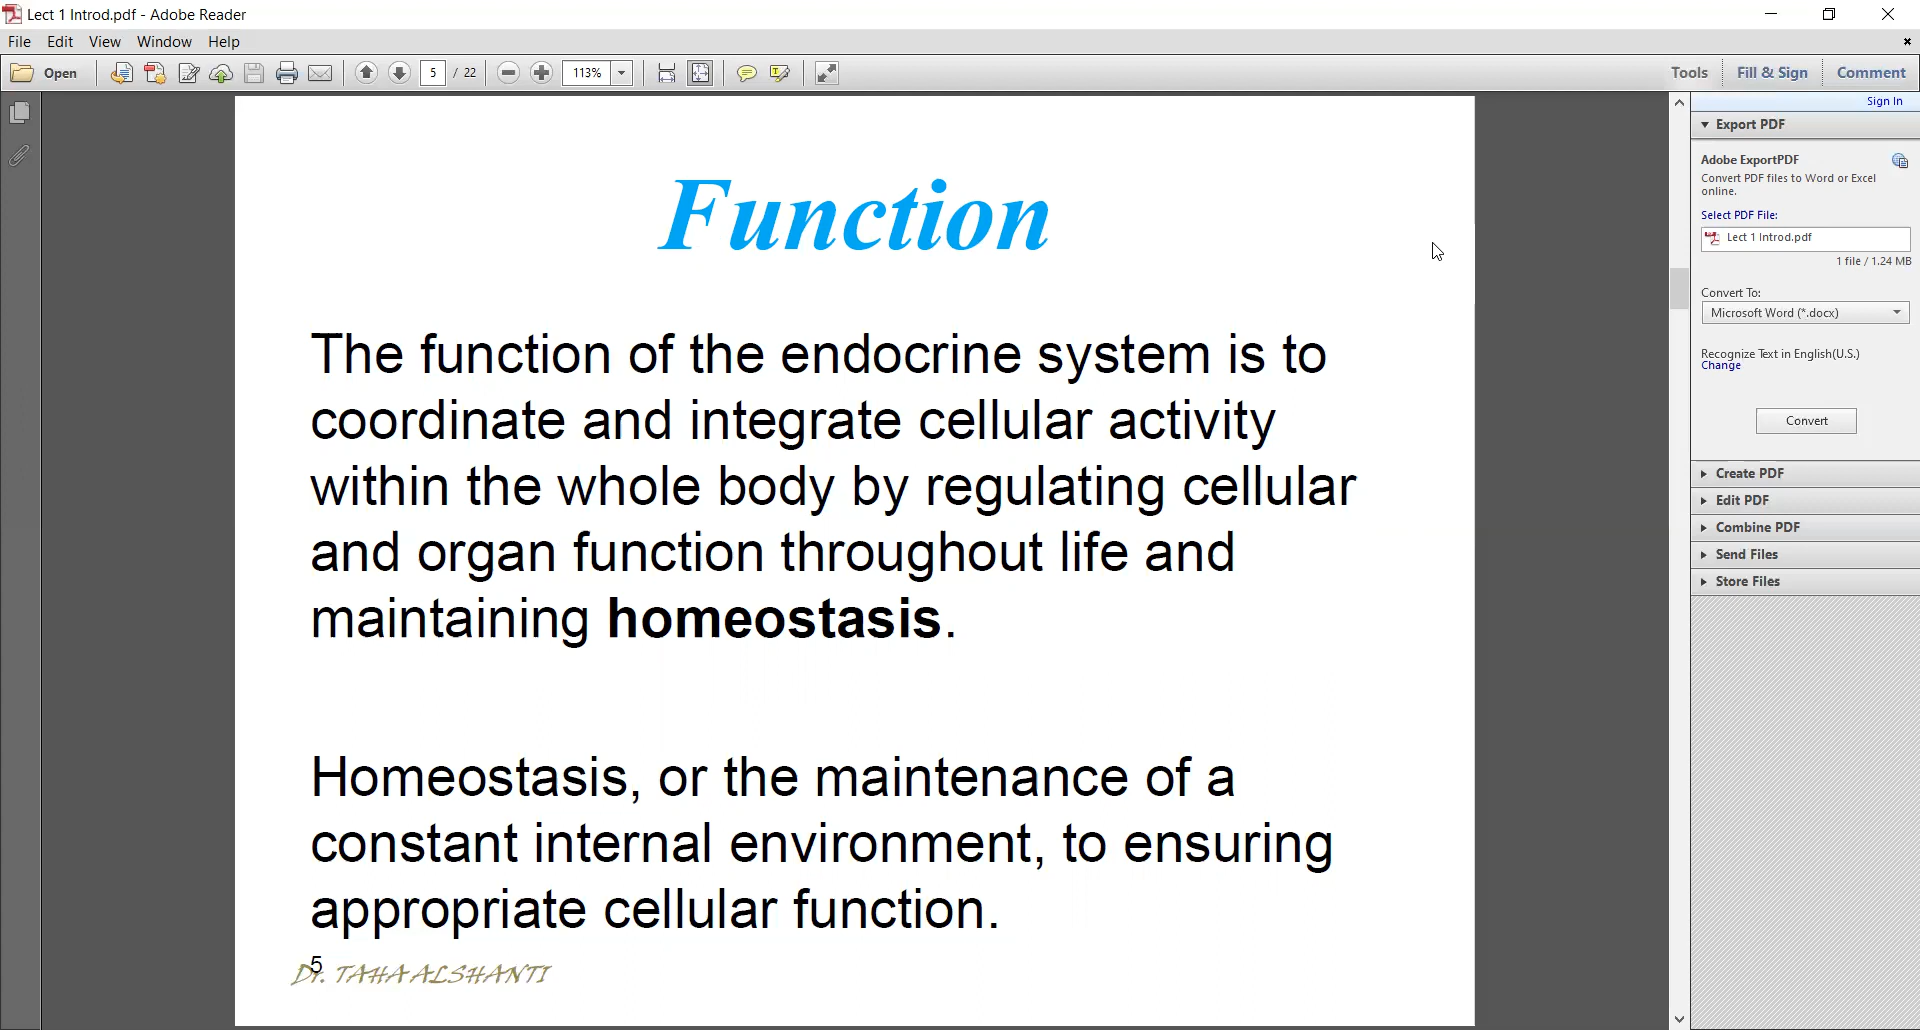 Lect 1 Introd.pdf - Adobe Reader
File Edit View Window Help
Open 5 / 22 113% Tools Fill & Sign Comment
Sign In
Export PDF
Adobe ExportPDF
Convert PDF files to Word or Excel
online.
Select PDF File:
Lect 1 Introd.pdf
1 file / 1.24 MB
Convert To:
Microsoft Word (*.docx)
Recognize Text in English(U.S.)
Change
Convert
Create PDF
Edit PDF
Combine PDF
Send Files
Store Files
Function
The function of the endocrine system is to
coordinate and integrate cellular activity
within the whole body by regulating cellular
and organ function throughout life and
maintaining homeostasis.
Homeostasis, or the maintenance of a
constant internal environment, to ensuring
appropriate cellular function.
5
Dr. TAHA ALSHANTI